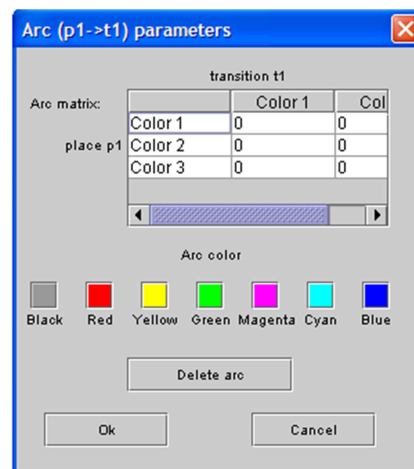 Arc (p1->t1) parameters
transition t1
Arc matrix:
Color 1 Col
Color 1 0 0
place p1 Color 2 0 0
Color 3 0 0
Arc color
Black Red Yellow Green Magenta Cyan Blue
Delete arc
Ok Cancel